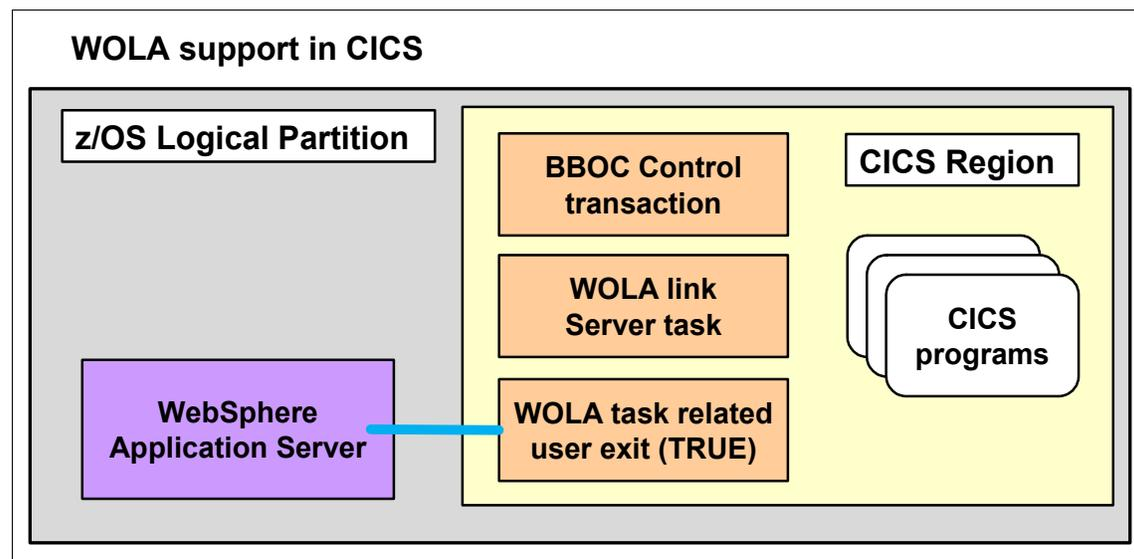 WOLA support in CICS
z/OS Logical Partition
BBOC Control
transaction
CICS Region
WOLA link
Server task
CICS
programs
WebSphere
Application Server
WOLA task related
user exit (TRUE)